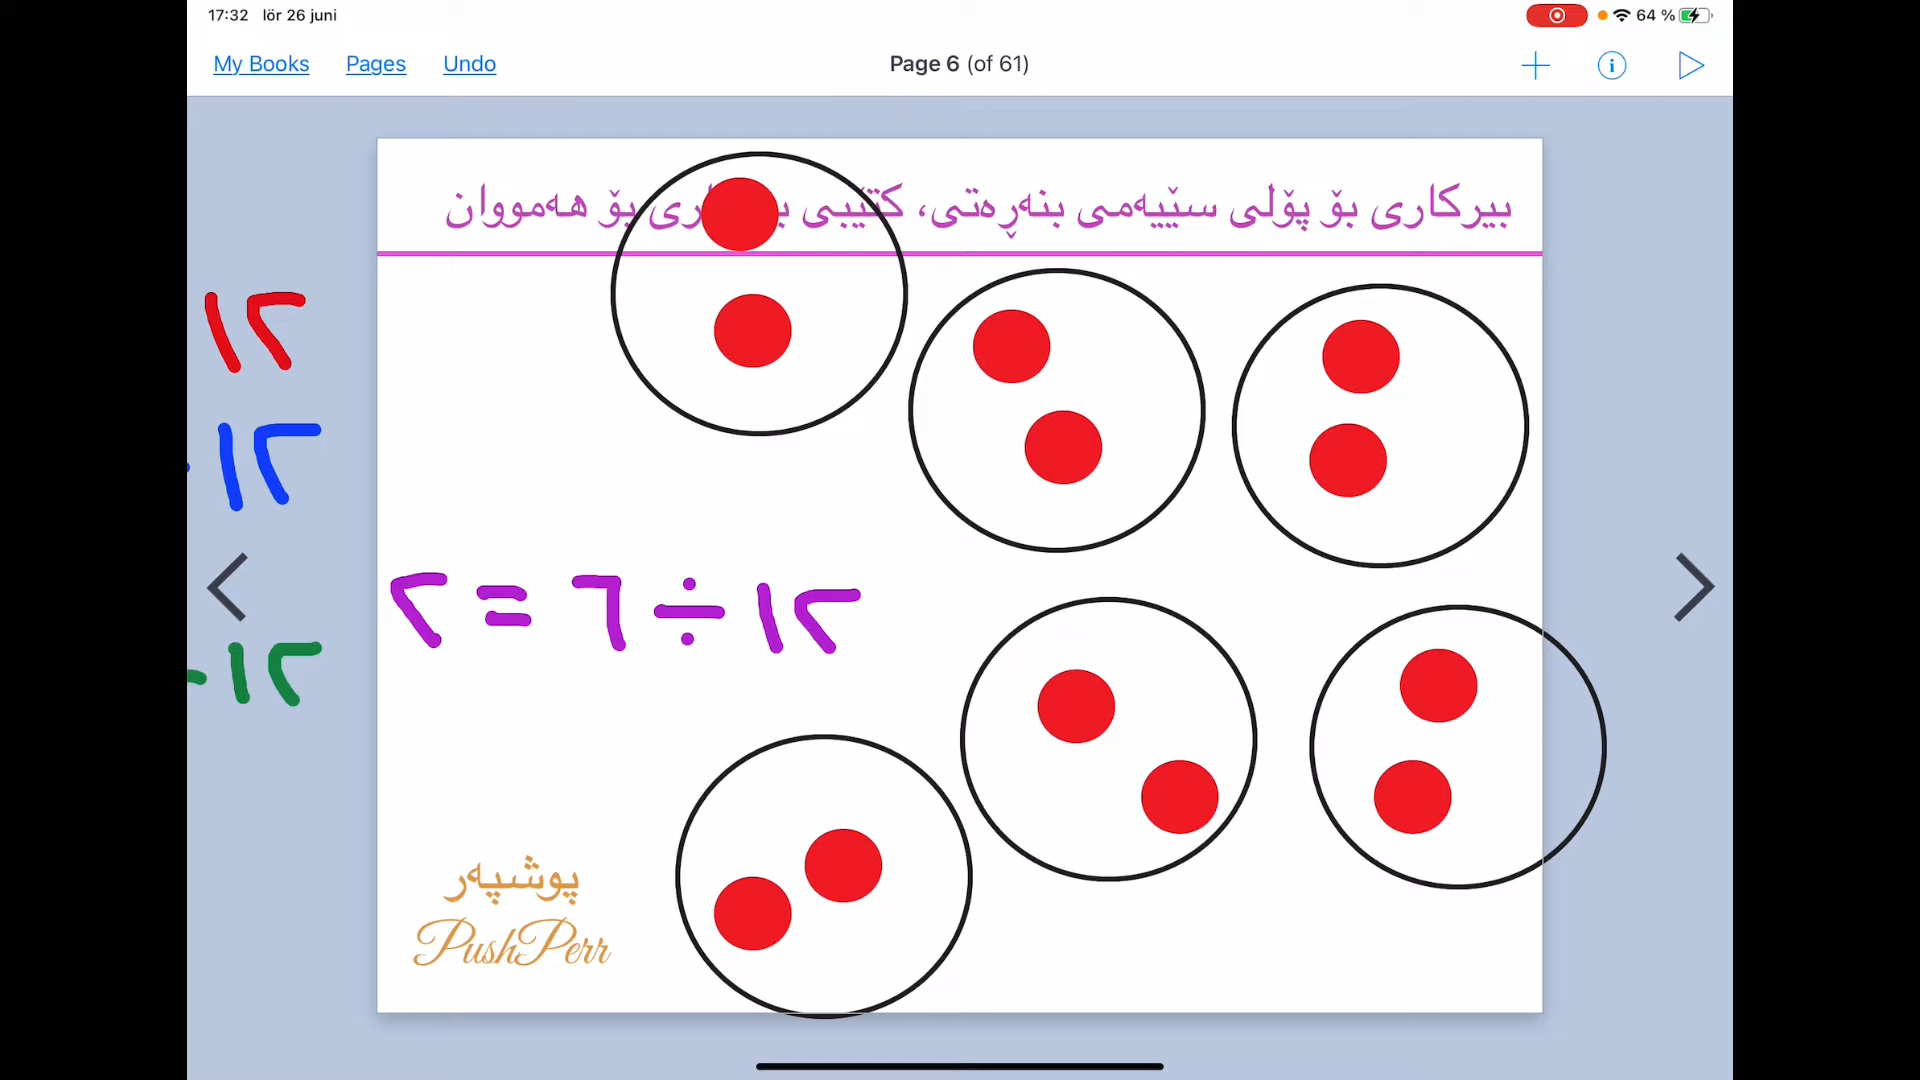 17:32 lör 26 juni
64 %
My Books Pages Undo
Page 6 (of 61)
بیرکاری بۆ پۆلی سێیەمی بنەڕەتی، کتێبی بۆ هەمووان
١٢
١٢
١٢
١٢ ÷ ٦ = ٢
پوشپەڕ
PushPerr